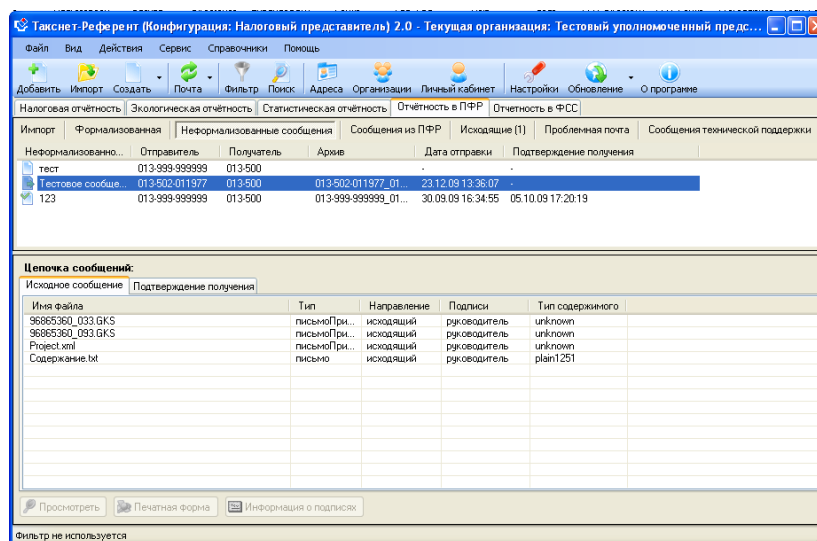 Такснет-Референт (Конфигурация: Налоговый представитель) 2.0 - Текущая организация: Тестовый уполномоченный предс...
Файл Вид Действия Сервис Справочники Помощь
Добавить Импорт Создать Почта Фильтр Поиск Адреса Организации Личный кабинет Настройки Обновление О программе
Налоговая отчётность Экологическая отчётность Статистическая отчётность Отчётность в ПФР Отчетность в ФСС
Импорт Формализованная Неформализованные сообщения Сообщения из ПФР Исходящие (1) Проблемная почта Сообщения технической поддержки
Неформализованно... Отправитель Получатель Архив Дата отправки Подтверждение получения
тест 013-999-999999 013-500 - -
Тестовое сообще... 013-502-011977 013-500 013-502-011977_01... 23.12.09 13:36:07 -
123 013-999-999999 013-500 013-999-999999_01... 30.09.09 16:34:55 05.10.09 17:20:19
Цепочка сообщений:
Исходное сообщение Подтверждение получения
Имя файла Тип Направление Подписи Тип содержимого
96865360_033.GKS письмоПри... исходящий руководитель unknown
96865360_093.GKS письмоПри... исходящий руководитель unknown
Project.xml письмоПри... исходящий руководитель unknown
Содержание.txt письмо исходящий руководитель plain1251
Просмотреть Печатная форма Информация о подписях
Фильтр не используется